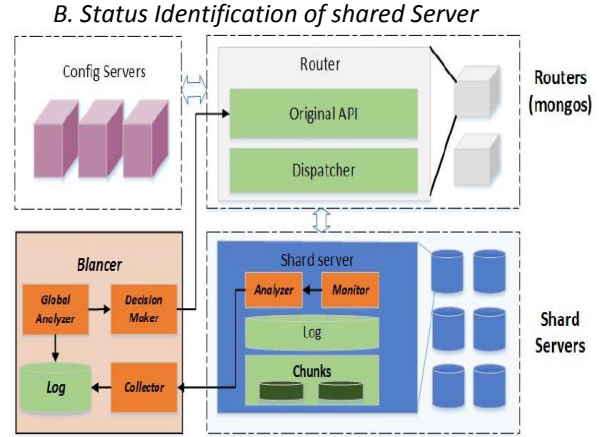 B. Status Identification of shared Server
Config Servers
Router
Original API
Dispatcher
Routers
(mongos)
Blancer
Global
Analyzer
Decision
Maker
Log
Collector
Shard server
Analyzer
Monitor
Log
Chunks
Shard
Servers